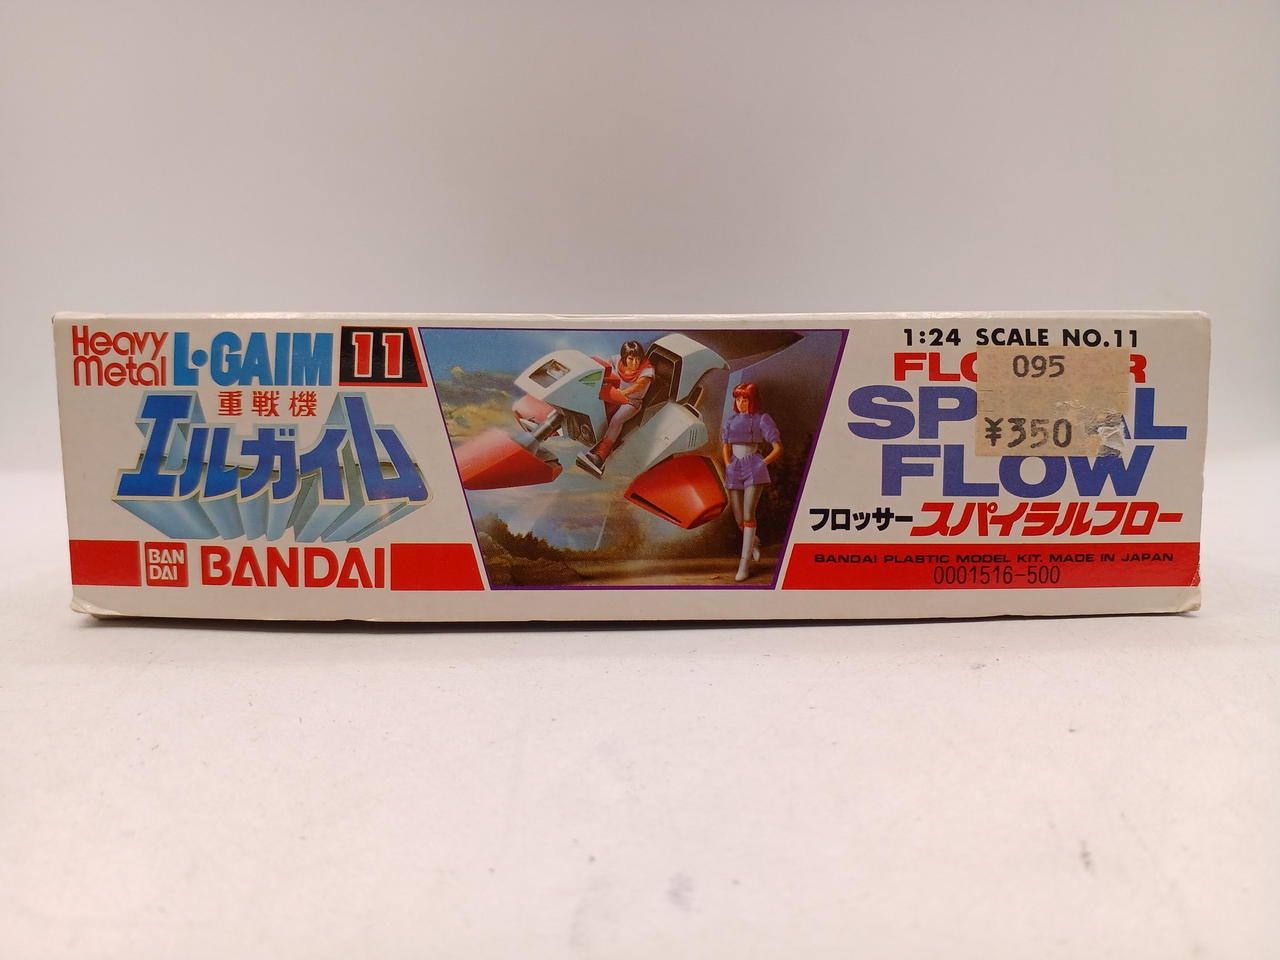 Heavy Metal L·GAIM 11
重戦機
エルガイム
BAN DAI BANDAI
1:24 SCALE NO.11
095
¥350
FLOW
フロッサー スパイラルフロー
BANDAI PLASTIC MODEL KIT. MADE IN JAPAN
0001516-500